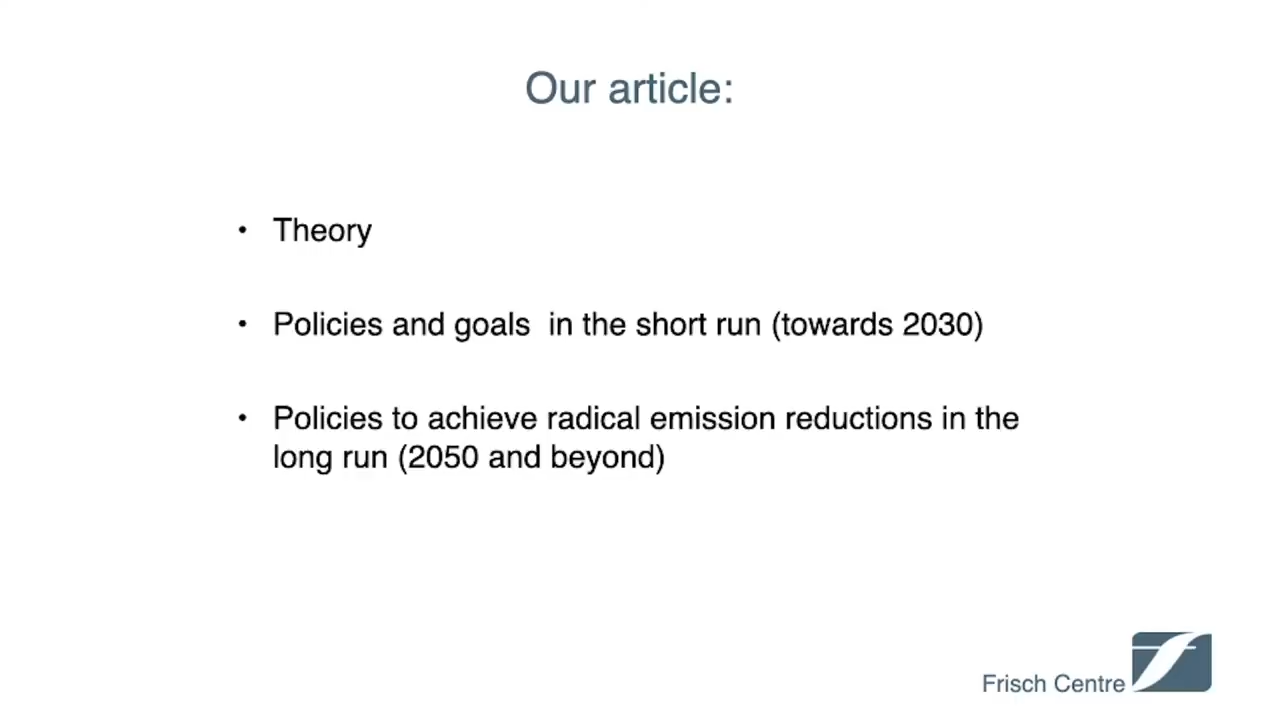 Our article:
• Theory
• Policies and goals  in the short run (towards 2030)
• Policies to achieve radical emission reductions in the
long run (2050 and beyond)
Frisch Centre